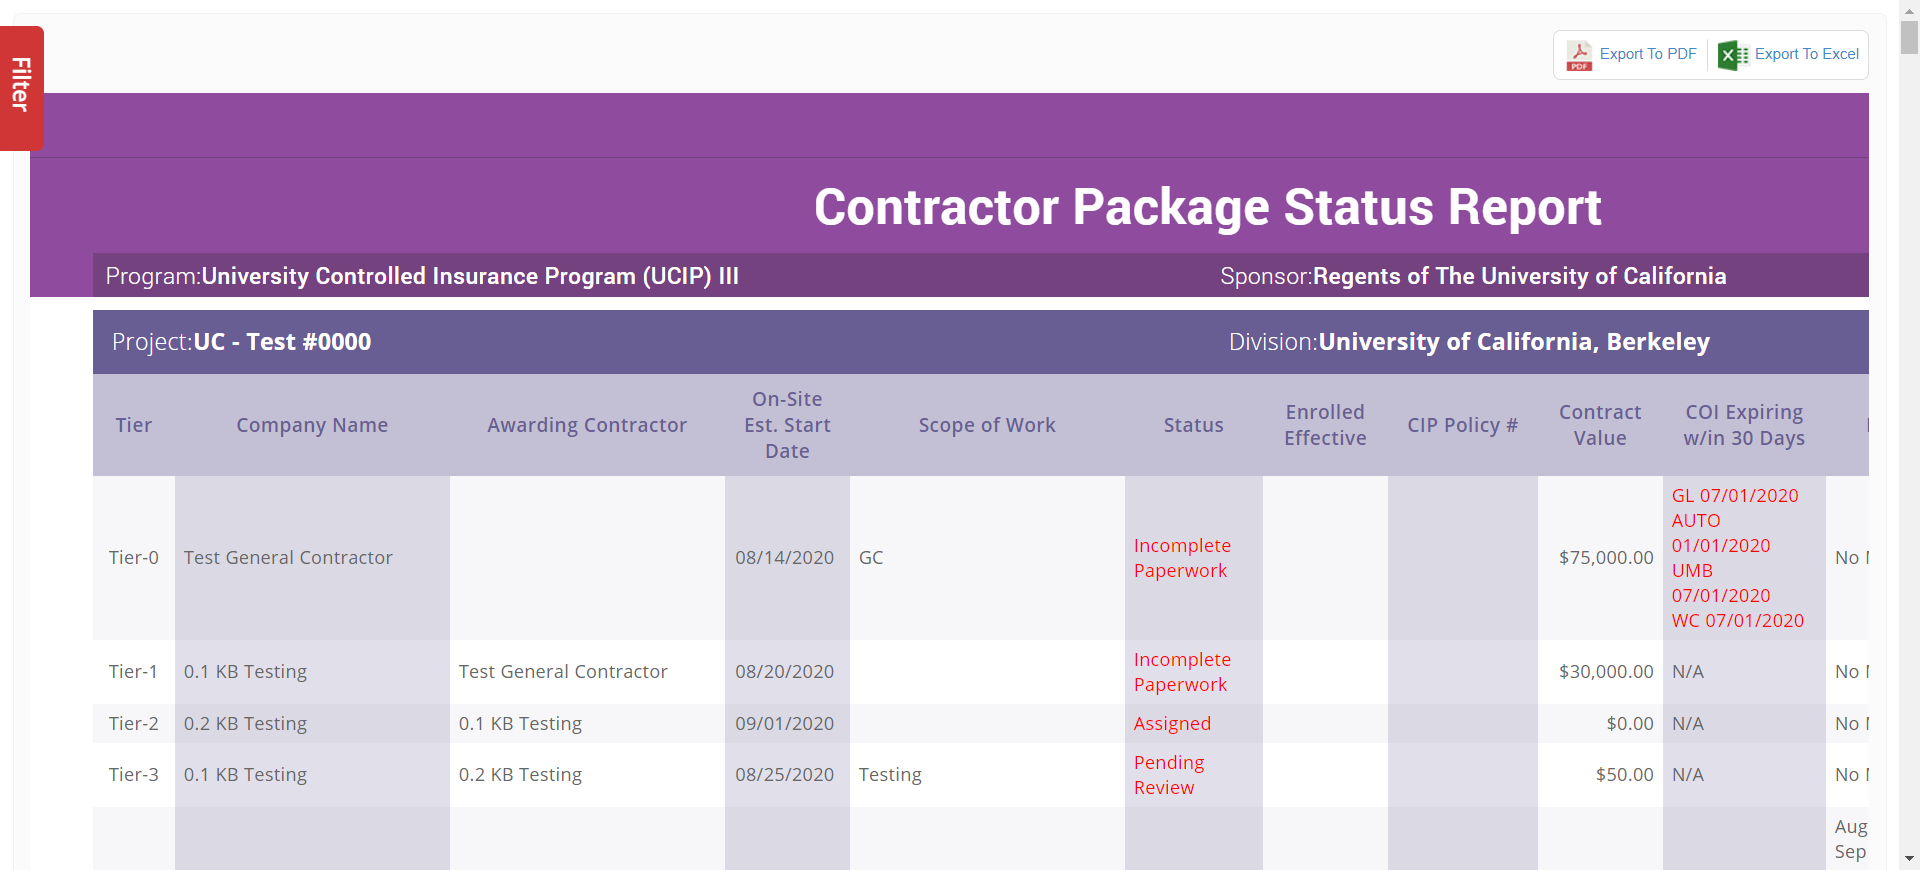 Filter
PDF Export To PDF
Export To Excel
Contractor Package Status Report
Program:University Controlled Insurance Program (UCIP) III Sponsor:Regents of The University of California
Project:UC - Test #0000 Division:University of California, Berkeley
Tier
Company Name
Awarding Contractor
On-Site
Est. Start
Date
Scope of Work
Status
Enrolled
Effective
CIP Policy #
Contract
Value
COI Expiring
w/in 30 Days
Tier-0
Test General Contractor
08/14/2020
GC
Incomplete
Paperwork
$75,000.00
GL 07/01/2020
AUTO
01/01/2020
UMB
07/01/2020
WC 07/01/2020
No
Tier-1
0.1 KB Testing
Test General Contractor
08/20/2020
Incomplete
Paperwork
$30,000.00
N/A
No
Tier-2
0.2 KB Testing
0.1 KB Testing
09/01/2020
Assigned
$0.00
N/A
No
Tier-3
0.1 KB Testing
0.2 KB Testing
08/25/2020
Testing
Pending
Review
$50.00
N/A
No
Aug
Sep